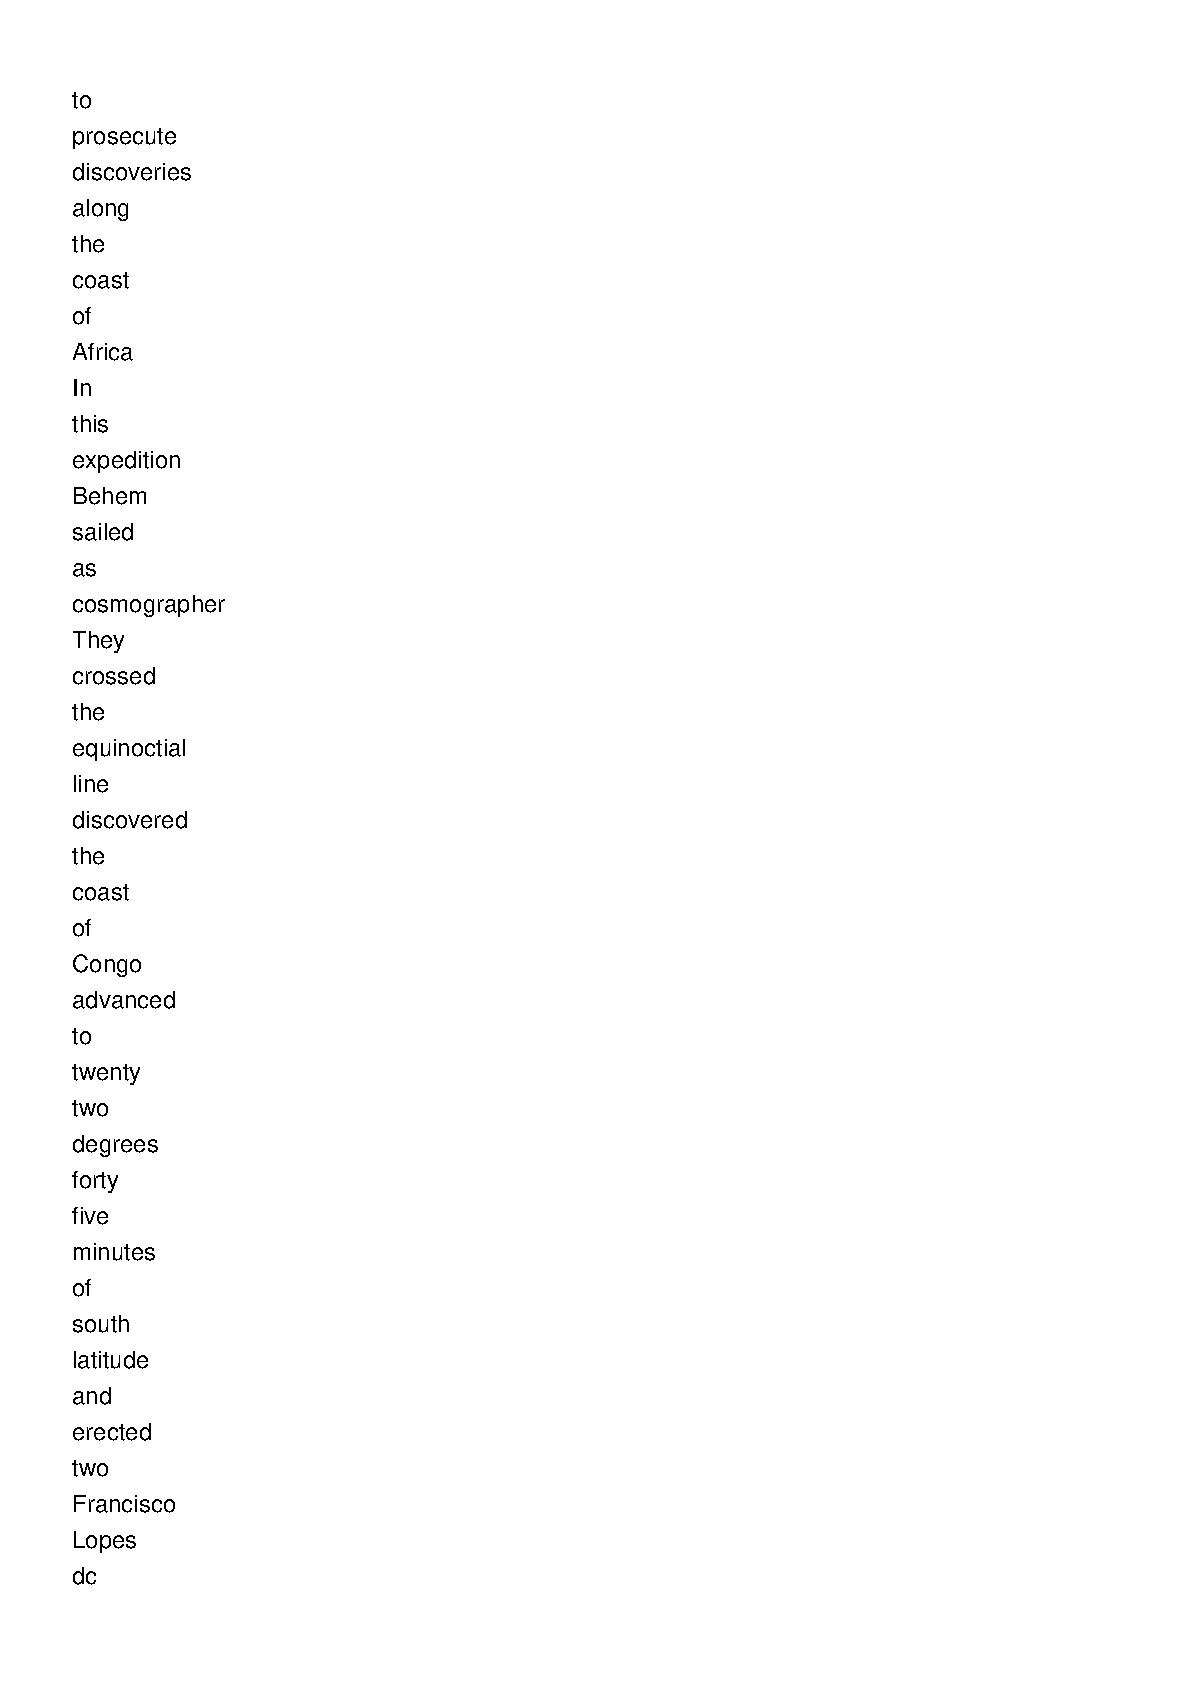 to
prosecute
discoveries
along
the
coast
of
Africa
In
this
expedition
Behem
sailed
as
cosmographer
They
crossed
the
equinoctial
line
discovered
the
coast
of
Congo
advanced
to
twenty
two
degrees
forty
five
minutes
of
south
latitude
and
erected
two
Francisco
Lopes
dc